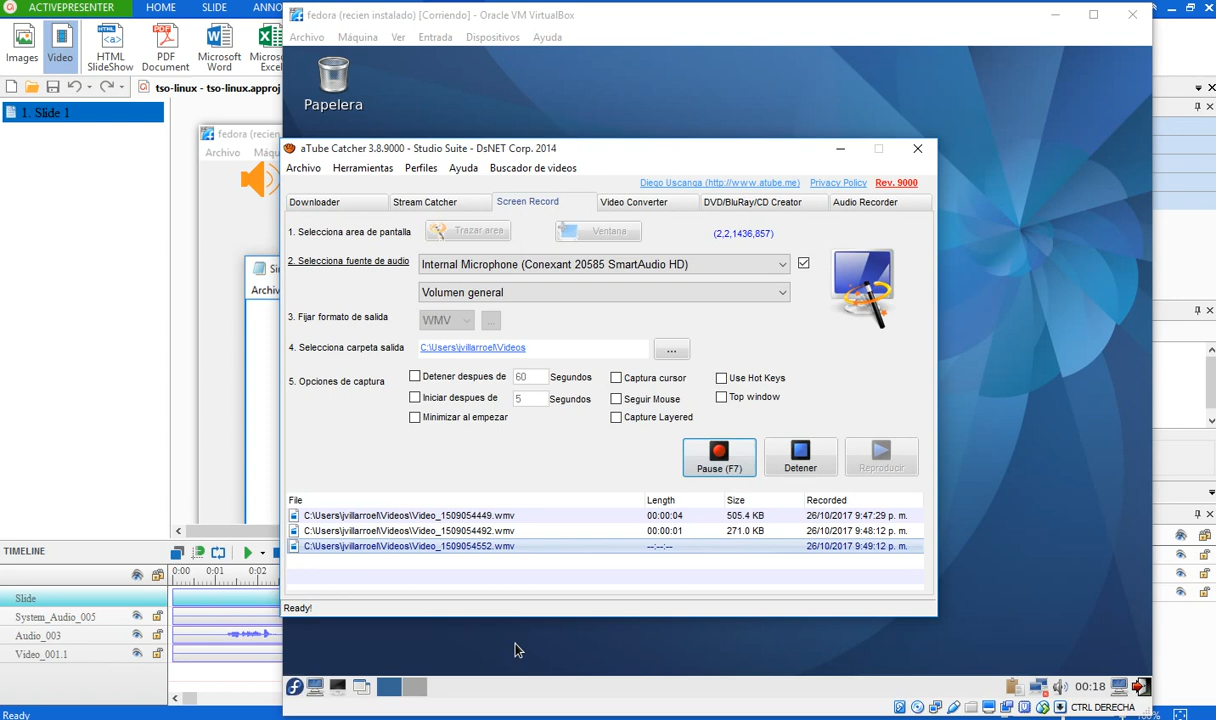 ACTIVEPRESENTER
HOME
SLIDE
ANNO
Images
Video
HTML SlideShow
PDF Document
Microsoft Word
Micros
Exce
tso-linux - tso-linux.approj
1. Slide 1
fedora (recien
Archivo
Máqu
Archiv
fedora (recien instalado) [Corriendo] - Oracle VM VirtualBox
Archivo Máquina Ver Entrada Dispositivos Ayuda
Papelera
aTube Catcher 3.8.9000 - Studio Suite - DsNET Corp. 2014
Archivo Herramientas Perfiles Ayuda Buscador de videos
Diego Uscanga (http://www.atube.me) Privacy Policy Rev. 9000
Downloader Stream Catcher Screen Record Video Converter DVD/BluRay/CD Creator Audio Recorder
1. Selecciona area de pantalla Trazar area Ventana (2,2,1436,857)
2. Selecciona fuente de audio Internal Microphone (Conexant 20585 SmartAudio HD)
Volumen general
3. Fijar formato de salida WMV ...
4. Selecciona carpeta salida C:\Users\jvillarroel\Videos ...
5. Opciones de captura
Detener despues de 60 Segundos Captura cursor Use Hot Keys
Iniciar despues de 5 Segundos Seguir Mouse Top window
Minimizar al empezar Capture Layered
Pause (F7) Detener Reproducir
File Length Size Recorded
C:\Users\jvillarroel\Videos\Video_1509054449.wmv 00:00:04 505.4 KB 26/10/2017 9:47:29 p. m.
C:\Users\jvillarroel\Videos\Video_1509054492.wmv 00:00:01 271.0 KB 26/10/2017 9:48:12 p. m.
C:\Users\jvillarroel\Videos\Video_1509054552.wmv --:--:-- 26/10/2017 9:49:12 p. m.
Ready!
TIMELINE
0:00 0:01 0:02
Slide
System_Audio_005
Audio_003
Video_001.1
00:18
CTRL DERECHA
Ready